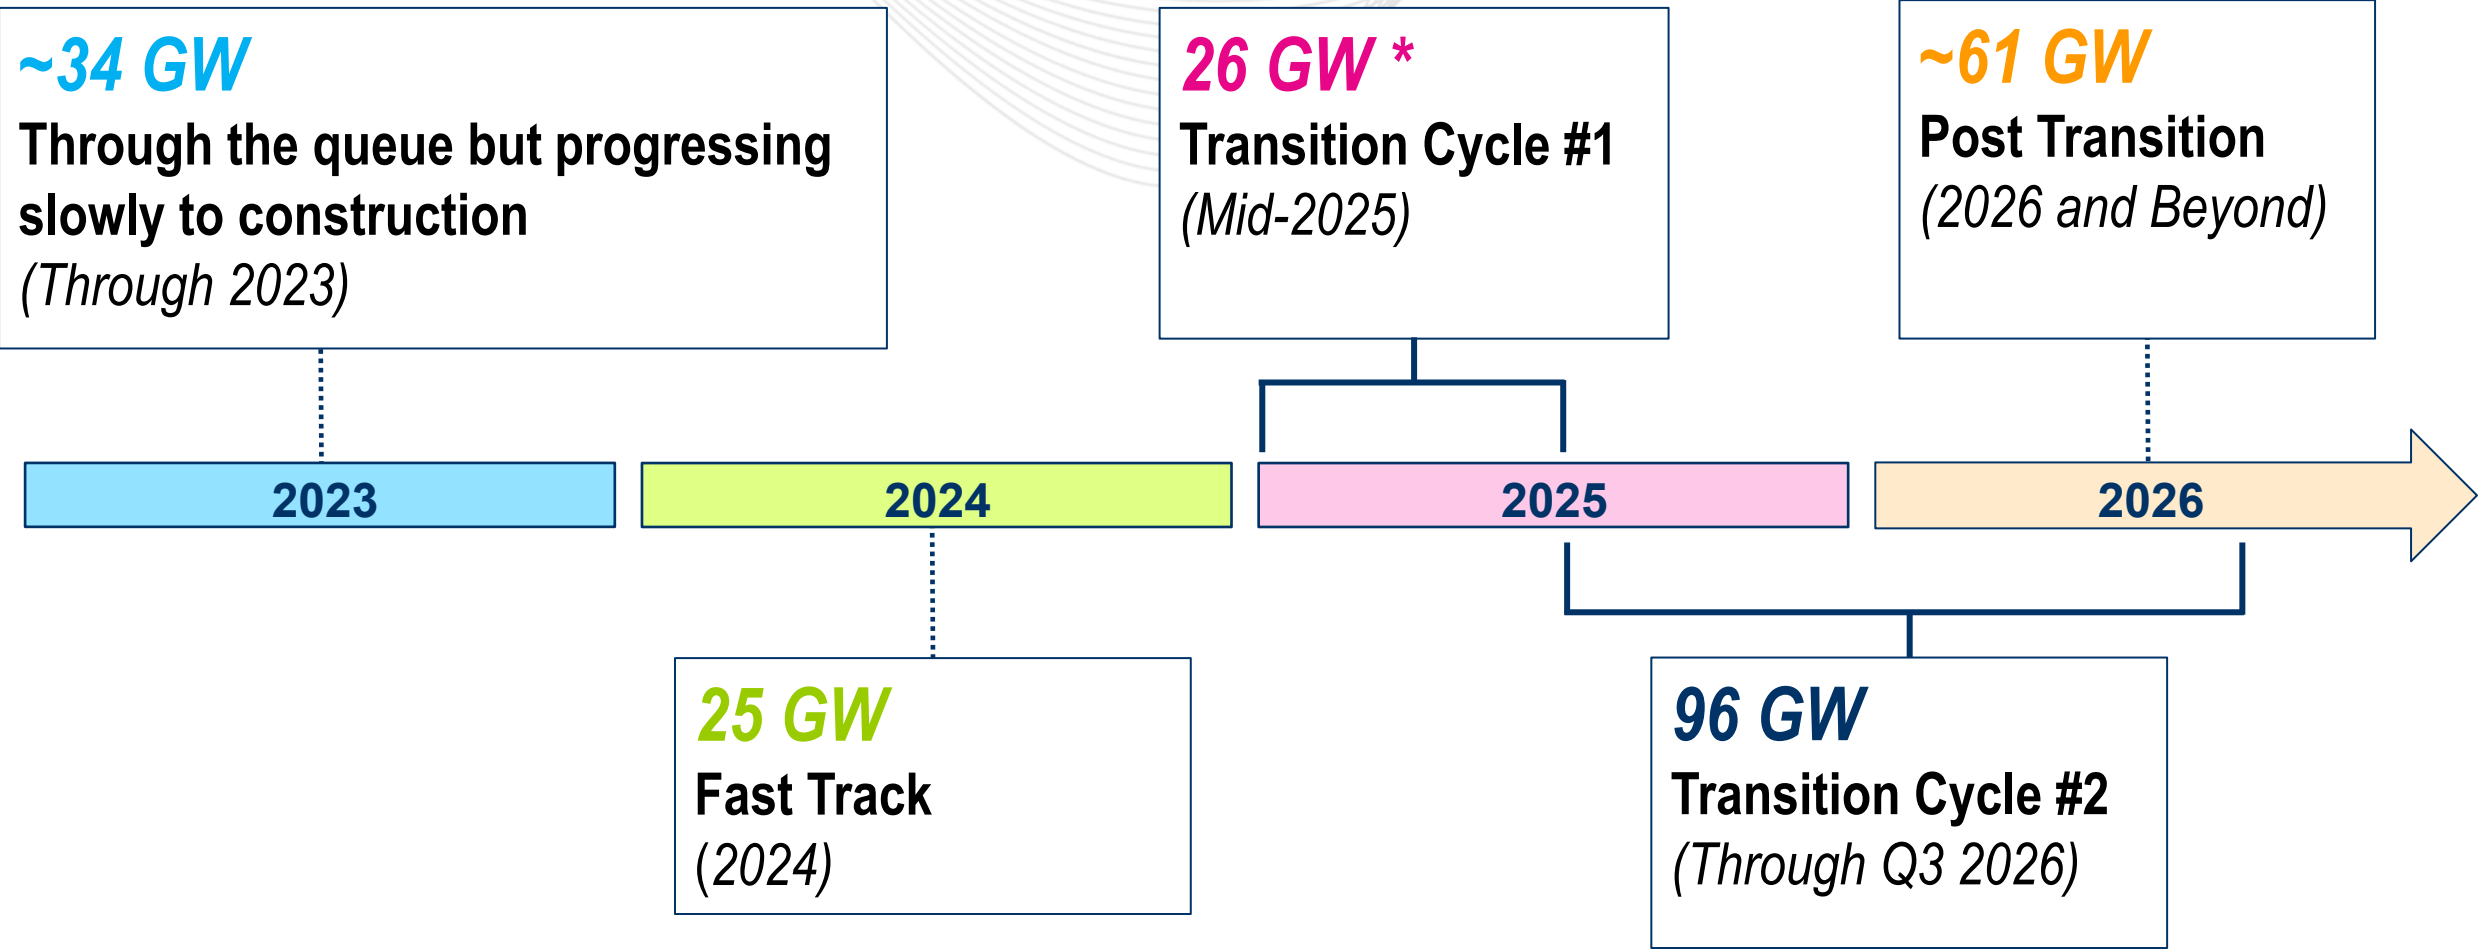 ~34 GW
Through the queue but progressing
slowly to construction
(Through 2023)
26 GW *
Transition Cycle #1
(Mid-2025)
~61 GW
Post Transition
(2026 and Beyond)
2023
2024
2025
2026
25 GW
Fast Track
(2024)
96 GW
Transition Cycle #2
(Through Q3 2026)